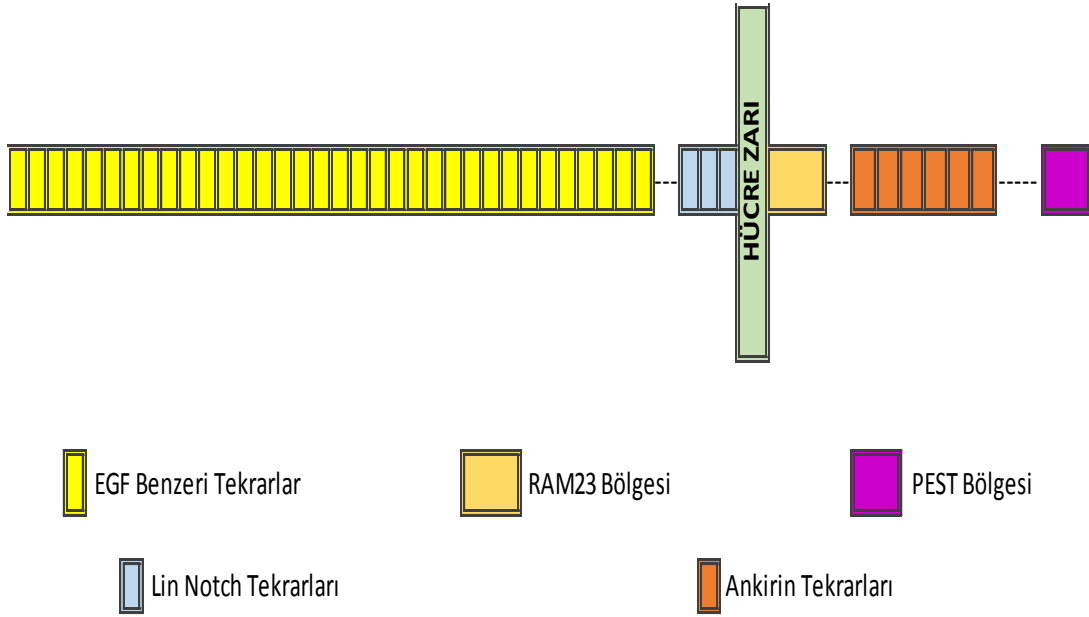 HÜCRE ZARI
EGF Benzeri Tekrarlar
RAM23 Bölgesi
PEST Bölgesi
Lin Notch Tekrarları
Ankirin Tekrarları